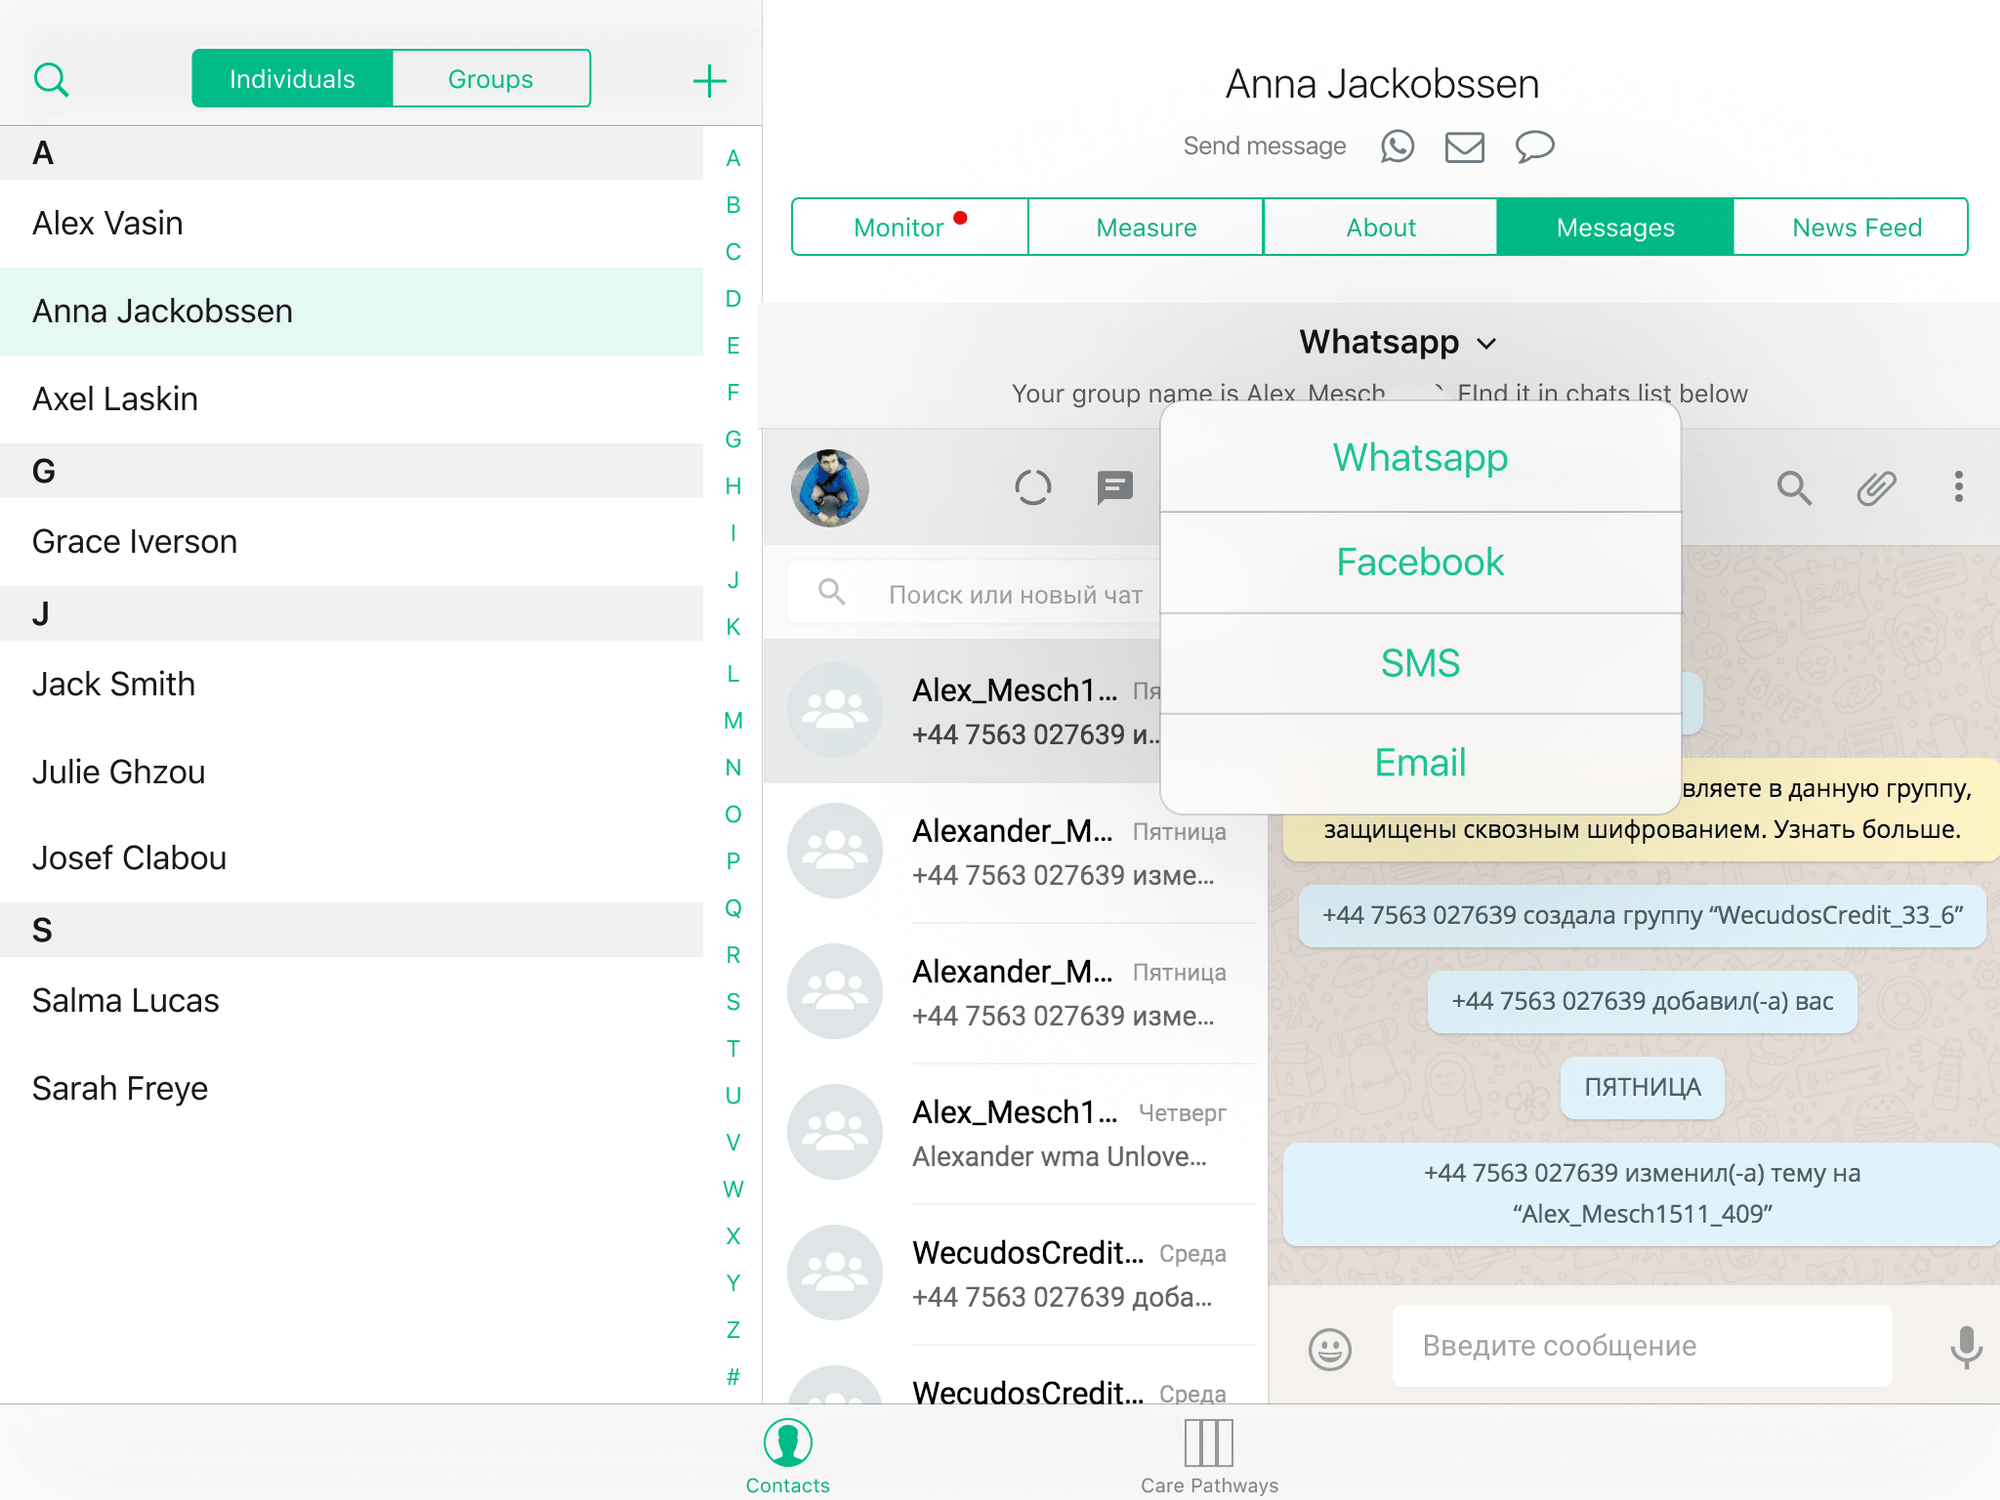 Individuals
Groups
A
Alex Vasin
Anna Jackobssen
Axel Laskin
G
Grace Iverson
J
Jack Smith
Julie Ghzou
Josef Clabou
S
Salma Lucas
Sarah Freye
A
B
C
D
E
F
G
H
I
J
K
L
M
N
O
P
Q
R
S
T
U
V
W
X
Y
Z
#
Anna Jackobssen
Send message
Monitor
Measure
About
Messages
News Feed
Whatsapp
Your group name is Alex_Mesch FInd it in chats list below
Whatsapp
Facebook
SMS
Email
Поиск или новый чат
Alex_Mesch1...
+44 7563 027639 и...
Alexander_M... Пятница
+44 7563 027639 изме...
Alexander_M... Пятница
+44 7563 027639 изме...
Alex_Mesch1... Четверг
Alexander wma Unlove...
WecudosCredit... Среда
+44 7563 027639 доба...
WecudosCredit... Среда
24
в данную группу,
защищены сквозным шифрованием. Узнать больше.
+44 7563 027639 создала группу “WecudosCredit_33_6”
+44 7563 027639 добавил(-а) вас
ПЯТНИЦА
+44 7563 027639 изменил(-а) тему на
“Alex_Mesch1511_409”
Введите сообщение
Contacts
Care Pathways